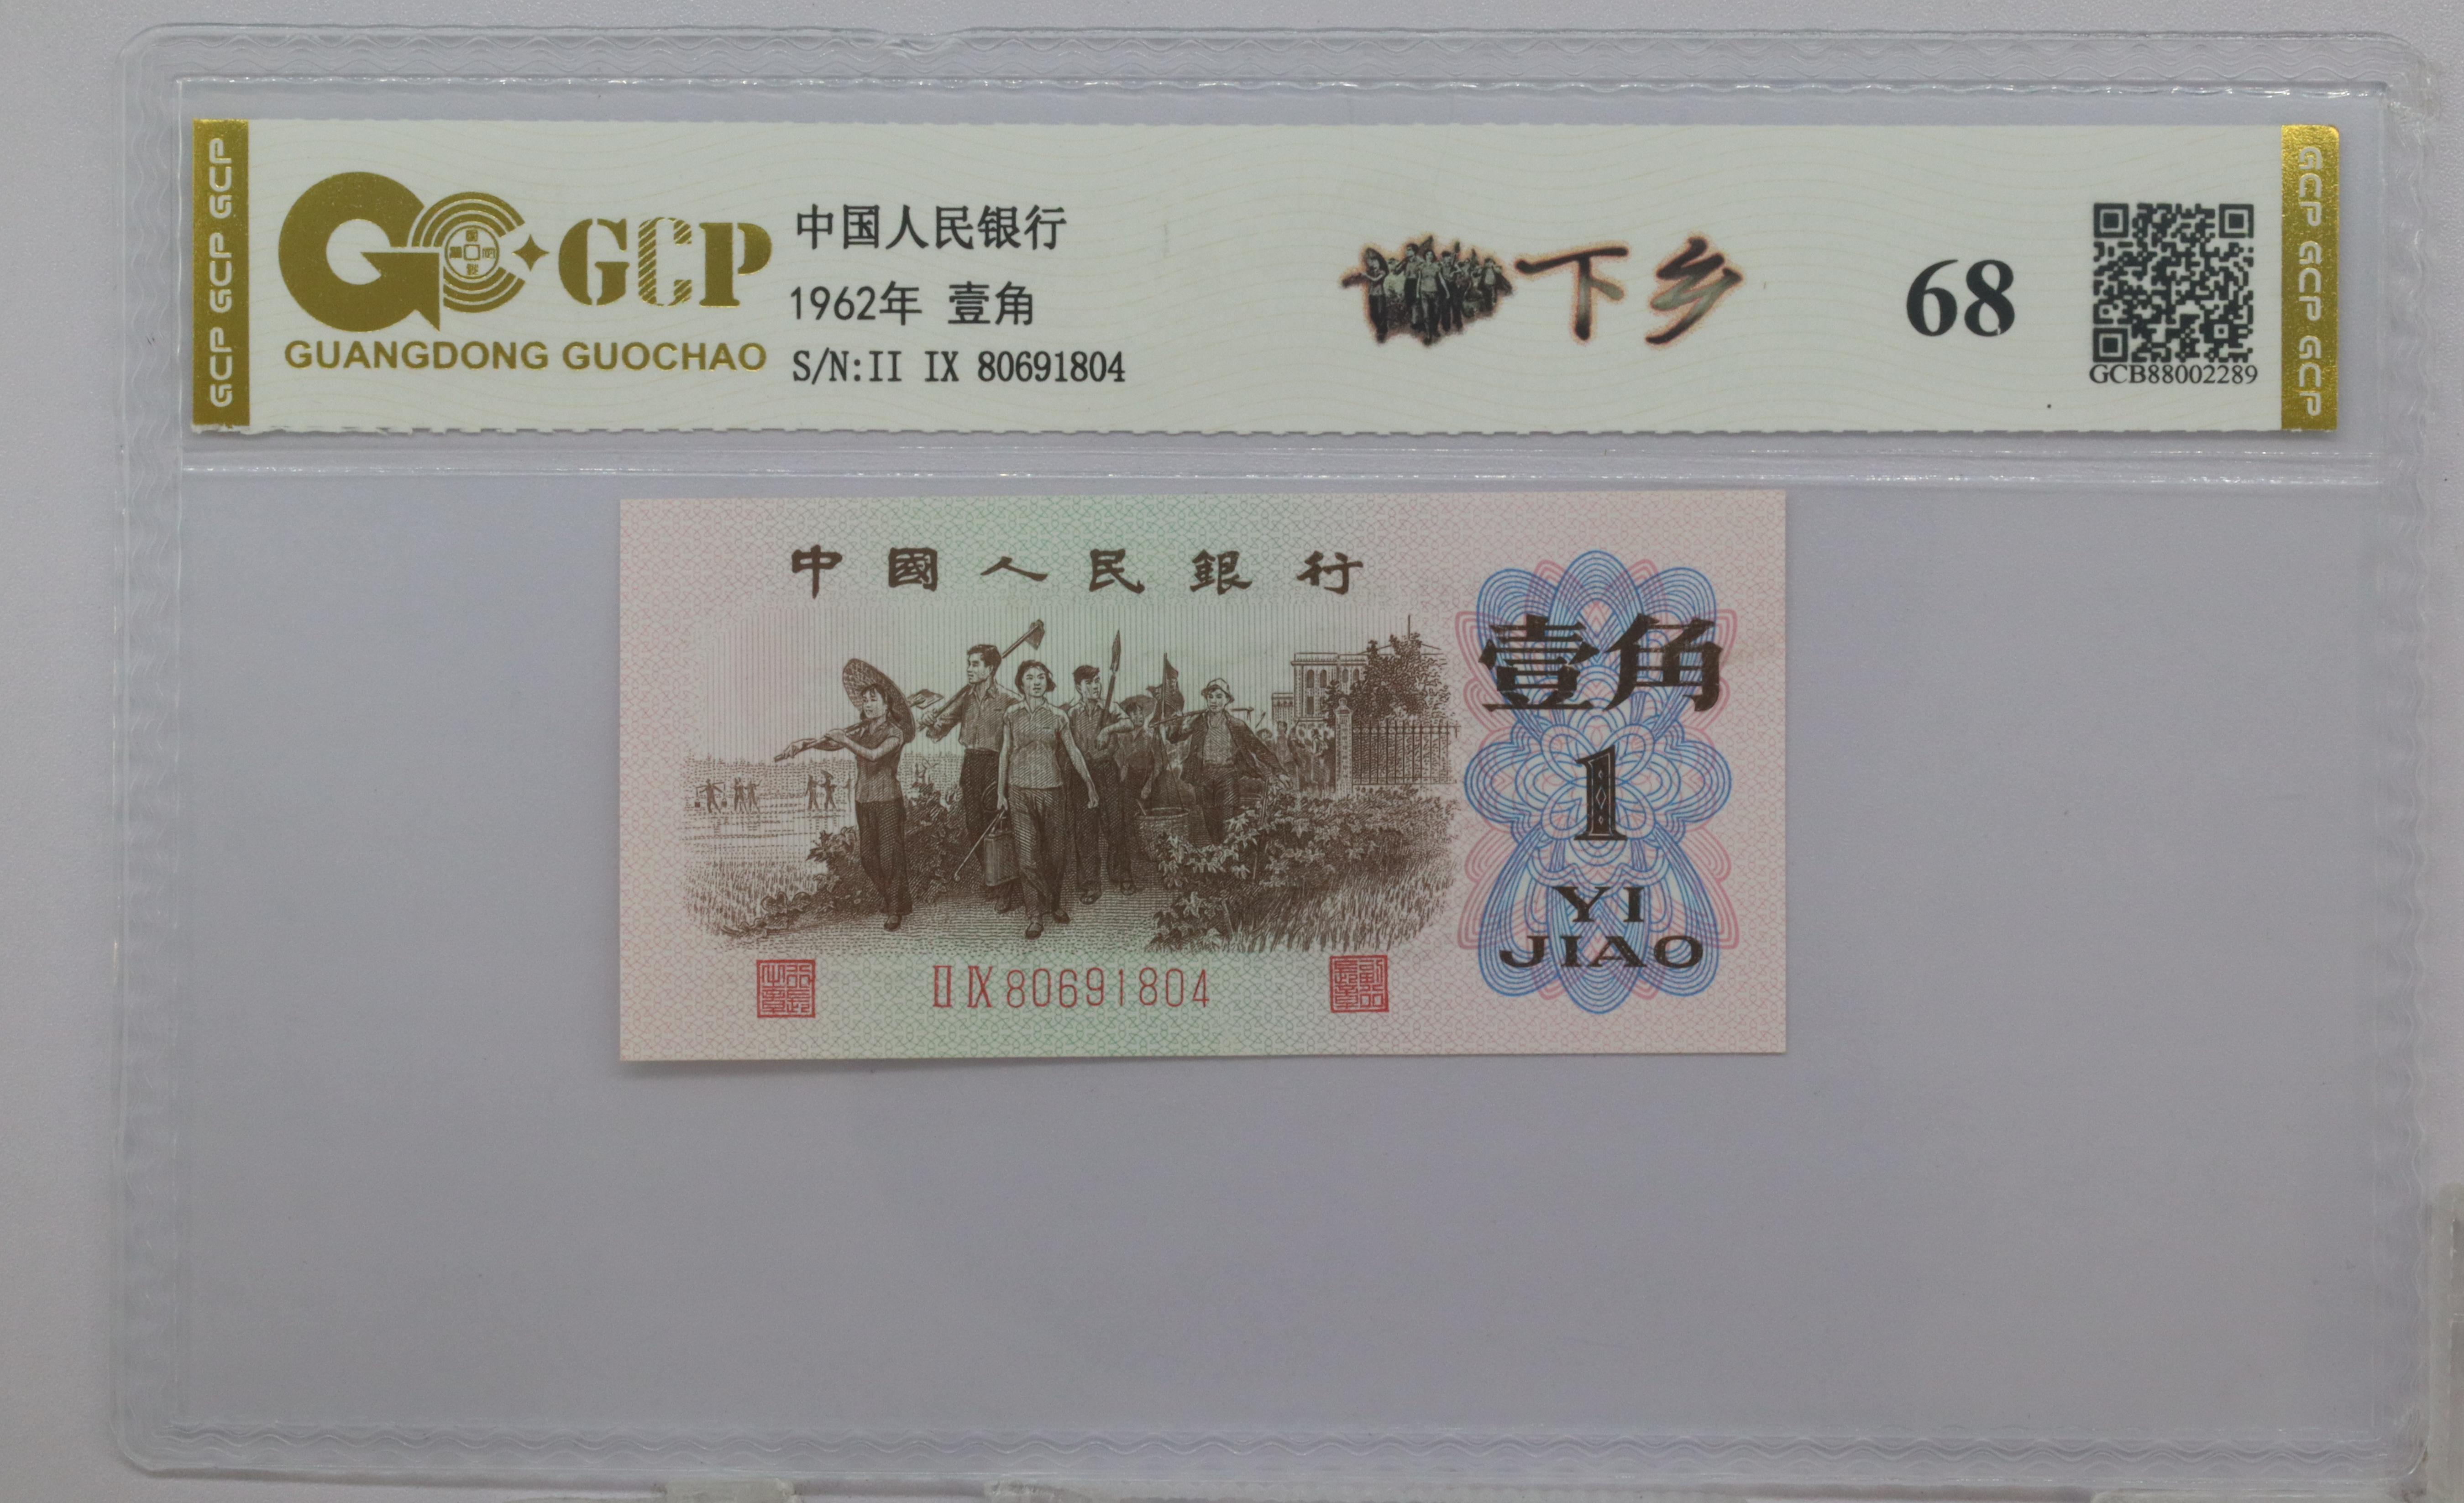 GCP GCP GCP
GCP
GUANGDONG GUOCHAO
中国人民银行
1962年 壹角
S/N:II IX 80691804
下乡
68
GCB88002289
GCP GCP GCP
中國人民銀行
壹角
1
YI
JIAO
II IX 80691804